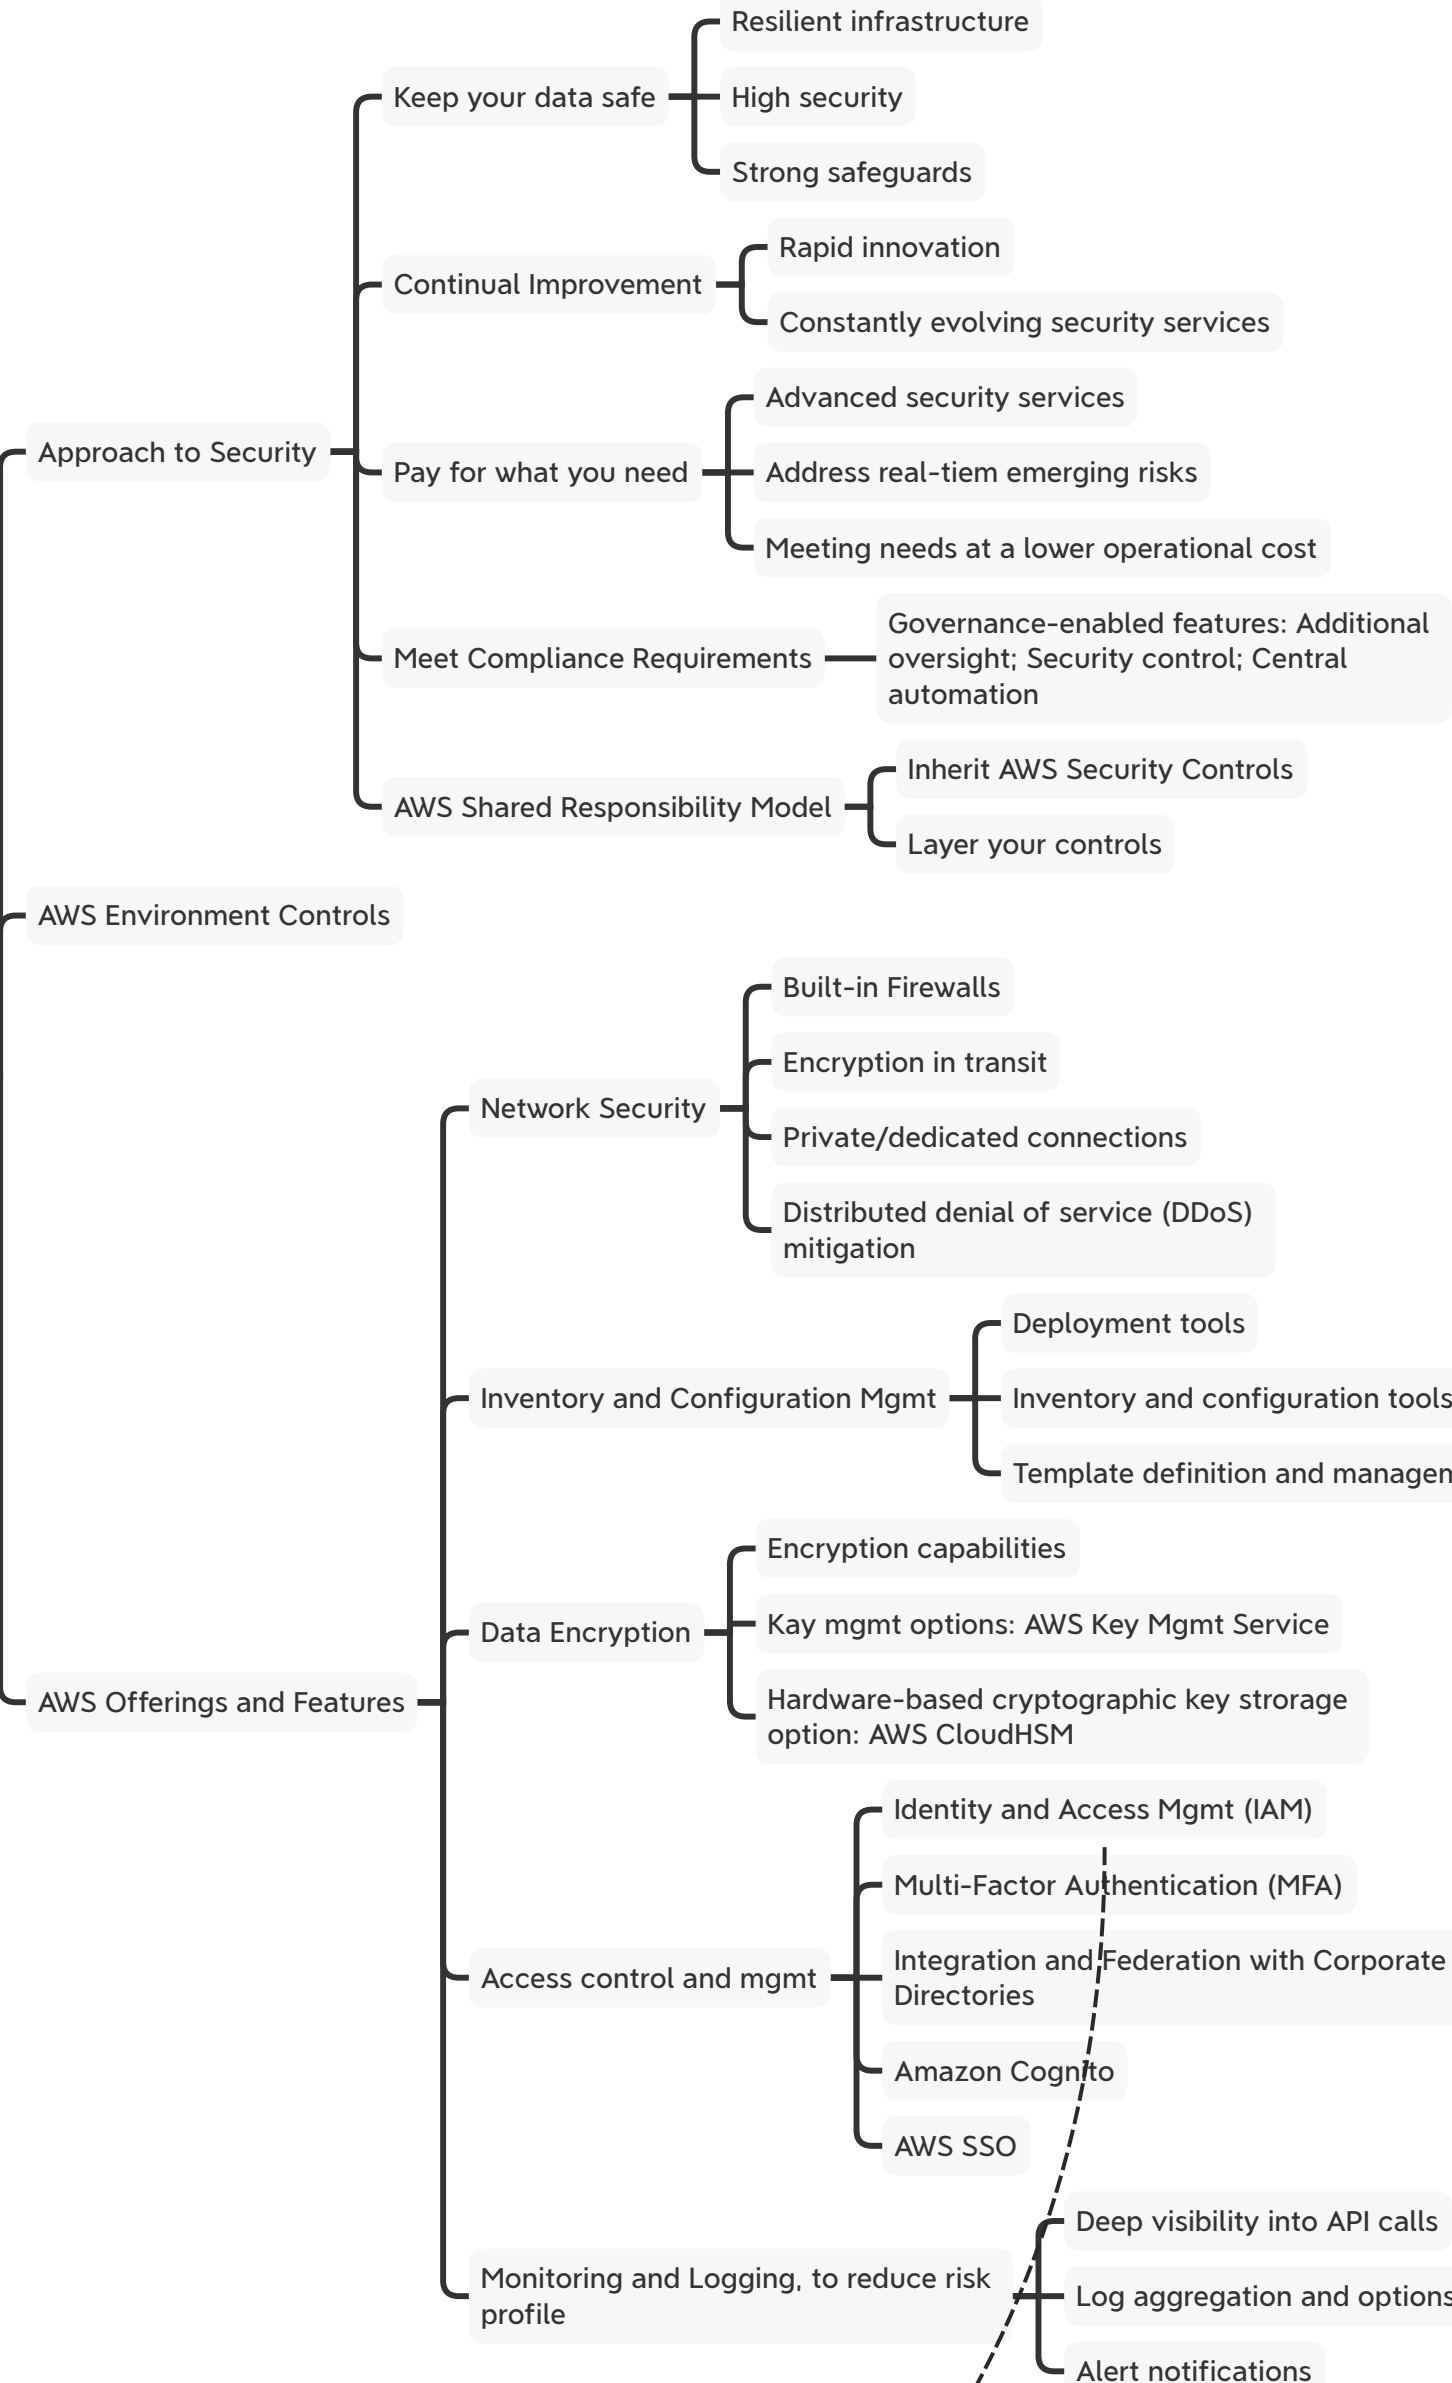 Resilient infrastructure
Keep your data safe
High security
Strong safeguards
Rapid innovation
Continual Improvement
Constantly evolving security services
Advanced security services
Approach to Security
Pay for what you need
Address real-tiem emerging risks
Meeting needs at a lower operational cost
Governance-enabled features: Additional
Meet Compliance Requirements
oversight; Security control; Central
automation
Inherit AWS Security Controls
AWS Shared Responsibility Model
Layer your controls
AWS Environment Controls
Built-in Firewalls
Encryption in transit
Network Security
Private/dedicated connections
Distributed denial of service (DDoS)
mitigation
Deployment tools
Inventory and Configuration Mgmt
Inventory and configuration tools
Template definition and managem
Encryption capabilities
Data Encryption
Kay mgmt options: AWS Key Mgmt Service
Hardware-based cryptographic key strorage
option: AWS CloudHSM
AWS Offerings and Features
Identity and Access Mgmt (IAM)
Multi-Factor Authentication (MFA)
Integration and Federation with Corporate
Directories
Access control and mgmt
Amazon Cognito
AWS SSO
Deep visibility into API calls
Monitoring and Logging, to reduce risk
profile
Log aggregation and options
Alert notifications